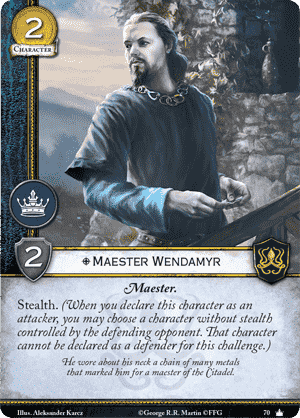 2
CHARACTER
2
MAESTER WENDAMYR
Maester.
Stealth. (When you declare this character as an
attacker, you may choose a character without stealth
controlled by the defending opponent. That character
cannot be declared as a defender for this challenge.)
He wore about his neck a chain of many metals
that marked him for a maester of the Citadel.
Illus. Aleksander Karcz ©George R.R. Martin ©FFG 70